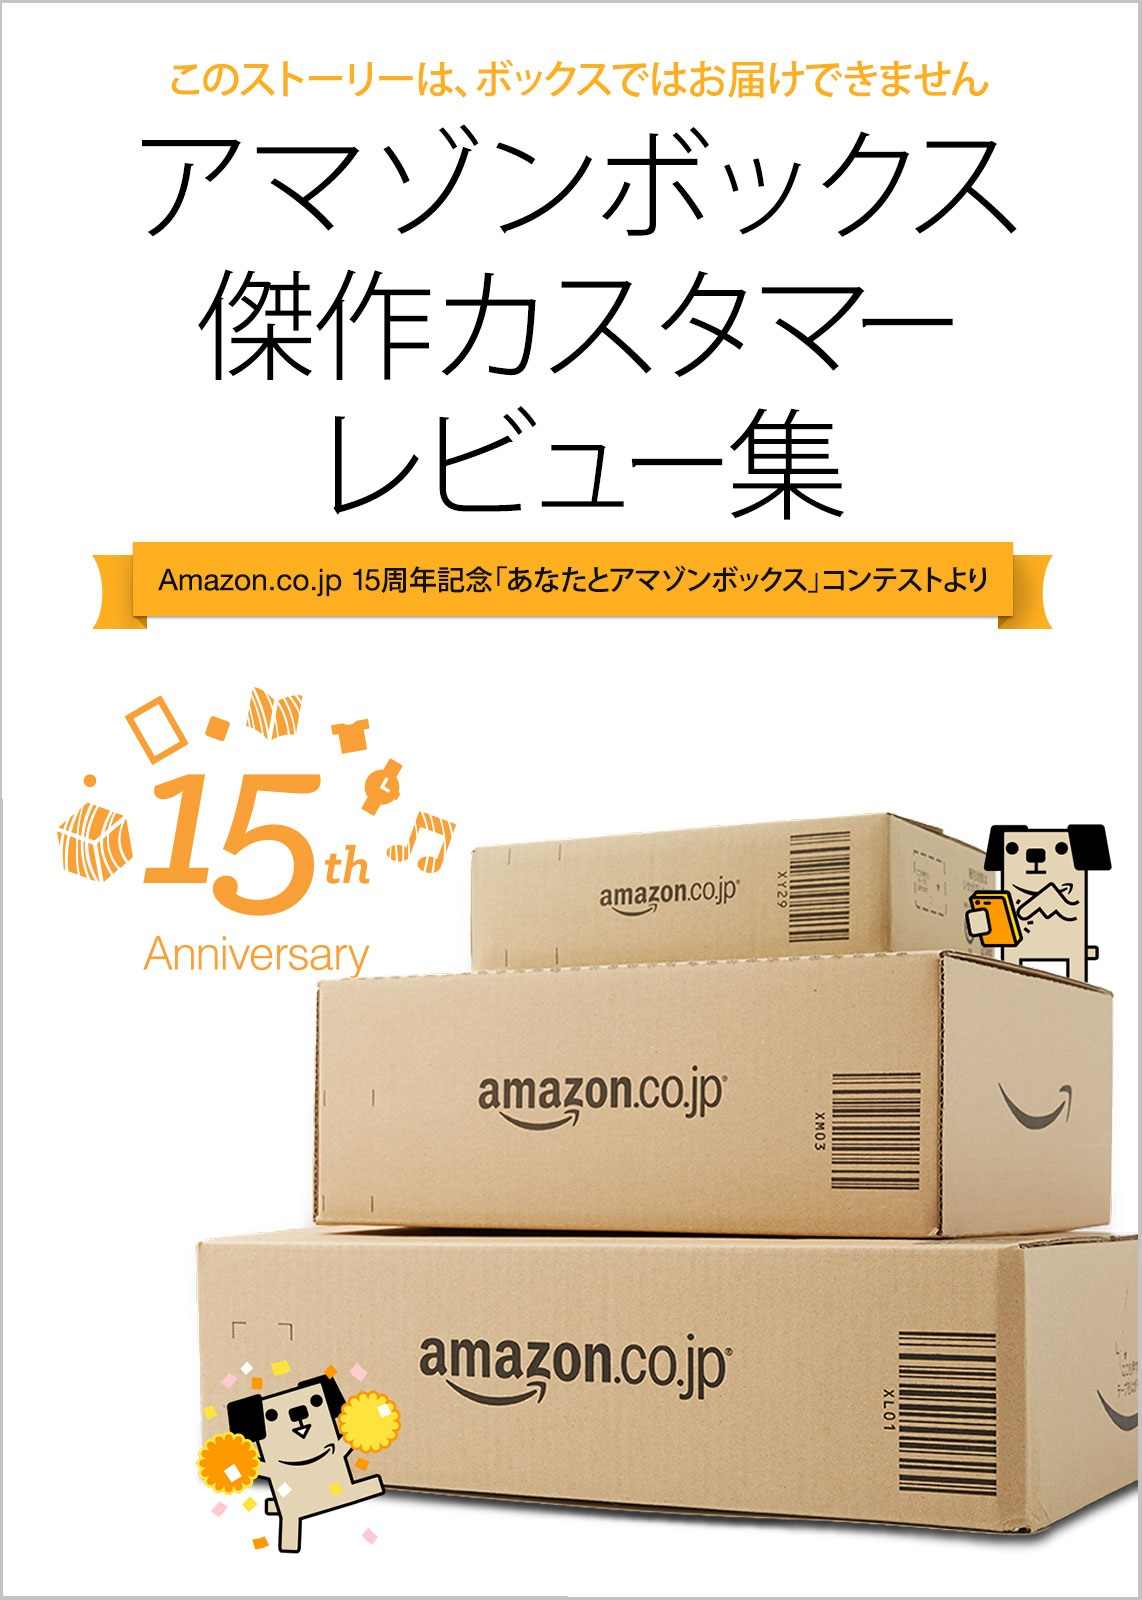 このストーリーは、ボックスではお届けできません
アマゾンボックス
傑作カスタマー
レビュー集
Amazon.co.jp 15周年記念「あなたとアマゾンボックス」コンテストより
15th
Anniversary
amazon.co.jp®
XY29
amazon.co.jp®
XM03
amazon.co.jp®
XL01